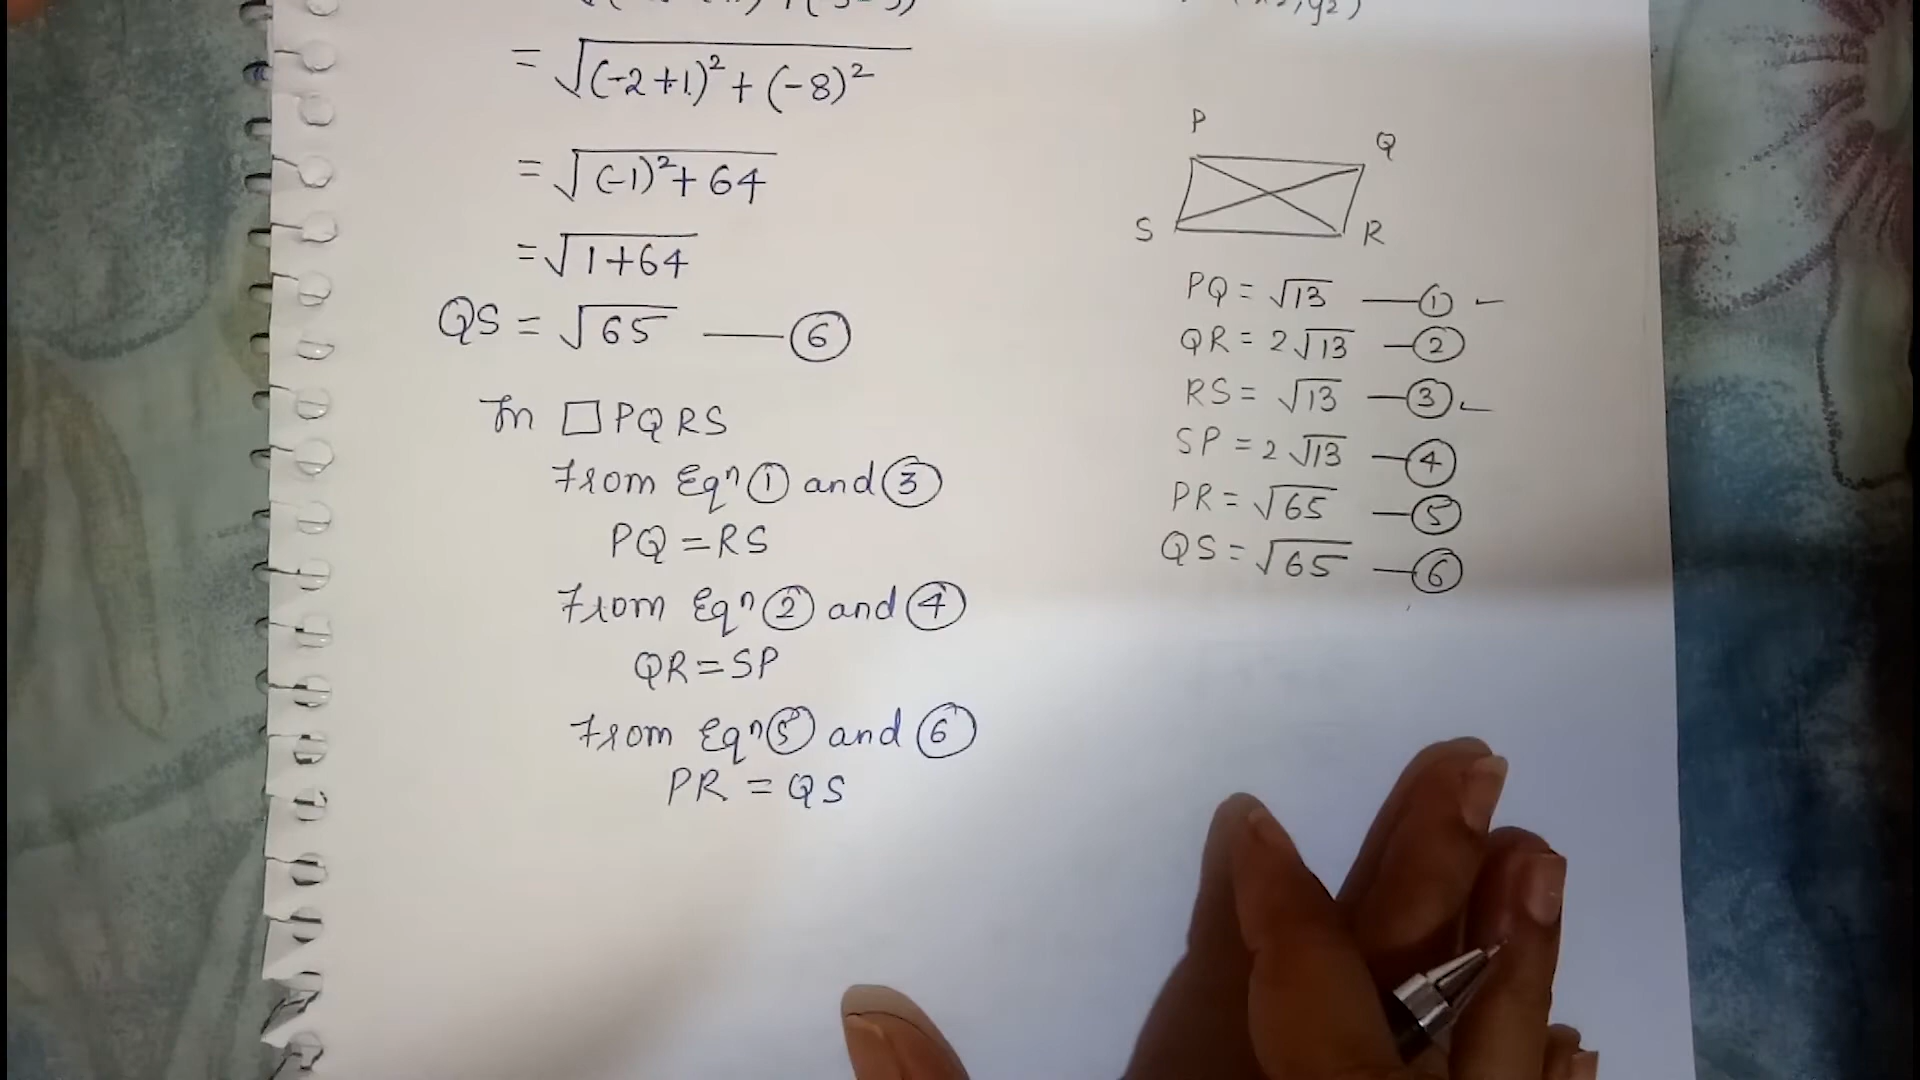 = √(-2+1)² + (-8)²
= √(-1)² + 64
= √1+64
QS = √65 — ⑥
In □PQRS
From Eqⁿ ① and ③
PQ = RS
From Eqⁿ ② and ④
QR = SP
From Eqⁿ ⑤ and ⑥
PR = QS
P
Q
S
R
PQ = √13 — ①
QR = 2√13 — ②
RS = √13 — ③
SP = 2√13 — ④
PR = √65 — ⑤
QS = √65 — ⑥